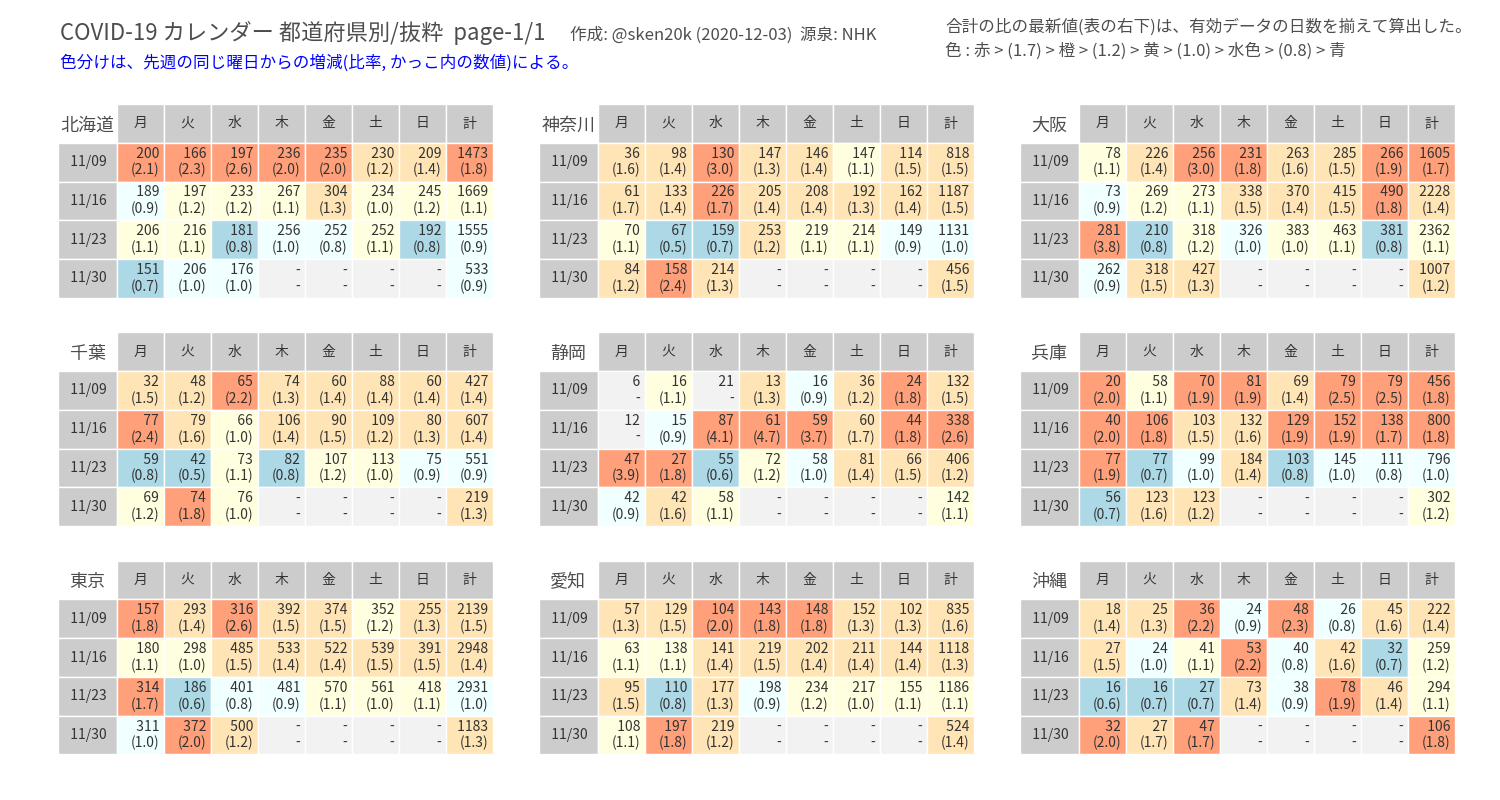 COVID-19 カレンダー 都道府県別/抜粋 page-1/1 作成: @sken20k (2020-12-03) 源泉: NHK
色分けは、先週の同じ曜日からの増減(比率, かっこ内の数値)による。
合計の比の最新値(表の右下)は、有効データの日数を揃えて算出した。
色 : 赤 > (1.7) > 橙 > (1.2) > 黄 > (1.0) > 水色 > (0.8) > 青
北海道 月 火 水 木 金 土 日 計
11/09 200 166 197 236 235 230 209 1473
(2.1) (2.3) (2.6) (2.0) (2.0) (1.2) (1.4) (1.8)
11/16 189 197 233 267 304 234 245 1669
(0.9) (1.2) (1.2) (1.1) (1.3) (1.0) (1.2) (1.1)
11/23 206 216 181 256 252 252 192 1555
(1.1) (1.1) (0.8) (1.0) (0.8) (1.1) (0.8) (0.9)
11/30 151 206 176 - - - - 533
(0.7) (1.0) (1.0) - - - - (0.9)
神奈川 月 火 水 木 金 土 日 計
11/09 36 98 130 147 146 147 114 818
(1.6) (1.4) (3.0) (1.3) (1.4) (1.1) (1.5) (1.5)
11/16 61 133 226 205 208 192 162 1187
(1.7) (1.4) (1.7) (1.4) (1.4) (1.3) (1.4) (1.5)
11/23 70 67 159 253 219 214 149 1131
(1.1) (0.5) (0.7) (1.2) (1.1) (1.1) (0.9) (1.0)
11/30 84 158 214 - - - - 456
(1.2) (2.4) (1.3) - - - - (1.5)
大阪 月 火 水 木 金 土 日 計
11/09 78 226 256 231 263 285 266 1605
(1.1) (1.4) (3.0) (1.8) (1.6) (1.5) (1.9) (1.7)
11/16 73 269 273 338 370 415 490 2228
(0.9) (1.2) (1.1) (1.5) (1.4) (1.5) (1.8) (1.4)
11/23 281 210 318 326 383 463 381 2362
(3.8) (0.8) (1.2) (1.0) (1.0) (1.1) (0.8) (1.1)
11/30 262 318 427 - - - - 1007
(0.9) (1.5) (1.3) - - - - (1.2)
千葉 月 火 水 木 金 土 日 計
11/09 32 48 65 74 60 88 60 427
(1.5) (1.2) (2.2) (1.3) (1.4) (1.4) (1.4) (1.4)
11/16 77 79 66 106 90 109 80 607
(2.4) (1.6) (1.0) (1.4) (1.5) (1.2) (1.3) (1.4)
11/23 59 42 73 82 107 113 75 551
(0.8) (0.5) (1.1) (0.8) (1.2) (1.0) (0.9) (0.9)
11/30 69 74 76 - - - - 219
(1.2) (1.8) (1.0) - - - - (1.3)
静岡 月 火 水 木 金 土 日 計
11/09 6 16 21 13 16 36 24 132
- (1.1) - (1.3) (0.9) (1.2) (1.8) (1.5)
11/16 12 15 87 61 59 60 44 338
- (0.9) (4.1) (4.7) (3.7) (1.7) (1.8) (2.6)
11/23 47 27 55 72 58 81 66 406
(3.9) (1.8) (0.6) (1.2) (1.0) (1.4) (1.5) (1.2)
11/30 42 42 58 - - - - 142
(0.9) (1.6) (1.1) - - - - (1.1)
兵庫 月 火 水 木 金 土 日 計
11/09 20 58 70 81 69 79 79 456
(2.0) (1.1) (1.9) (1.9) (1.4) (2.5) (2.5) (1.8)
11/16 40 106 103 132 129 152 138 800
(2.0) (1.8) (1.5) (1.6) (1.9) (1.9) (1.7) (1.8)
11/23 77 77 99 184 103 145 111 796
(1.9) (0.7) (1.0) (1.4) (0.8) (1.0) (0.8) (1.0)
11/30 56 123 123 - - - - 302
(0.7) (1.6) (1.2) - - - - (1.2)
東京 月 火 水 木 金 土 日 計
11/09 157 293 316 392 374 352 255 2139
(1.8) (1.4) (2.6) (1.5) (1.5) (1.2) (1.3) (1.5)
11/16 180 298 485 533 522 539 391 2948
(1.1) (1.0) (1.5) (1.4) (1.4) (1.5) (1.5) (1.4)
11/23 314 186 401 481 570 561 418 2931
(1.7) (0.6) (0.8) (0.9) (1.1) (1.0) (1.1) (1.0)
11/30 311 372 500 - - - - 1183
(1.0) (2.0) (1.2) - - - - (1.3)
愛知 月 火 水 木 金 土 日 計
11/09 57 129 104 143 148 152 102 835
(1.3) (1.5) (2.0) (1.8) (1.8) (1.3) (1.3) (1.6)
11/16 63 138 141 219 202 211 144 1118
(1.1) (1.1) (1.4) (1.5) (1.4) (1.4) (1.4) (1.3)
11/23 95 110 177 198 234 217 155 1186
(1.5) (0.8) (1.3) (0.9) (1.2) (1.0) (1.1) (1.1)
11/30 108 197 219 - - - - 524
(1.1) (1.8) (1.2) - - - - (1.4)
沖縄 月 火 水 木 金 土 日 計
11/09 18 25 36 24 48 26 45 222
(1.4) (1.3) (2.2) (0.9) (2.3) (0.8) (1.6) (1.4)
11/16 27 24 41 53 40 42 32 259
(1.5) (1.0) (1.1) (2.2) (0.8) (1.6) (0.7) (1.2)
11/23 16 16 27 73 38 78 46 294
(0.6) (0.7) (0.7) (1.4) (0.9) (1.9) (1.4) (1.1)
11/30 32 27 47 - - - - 106
(2.0) (1.7) (1.7) - - - - (1.8)